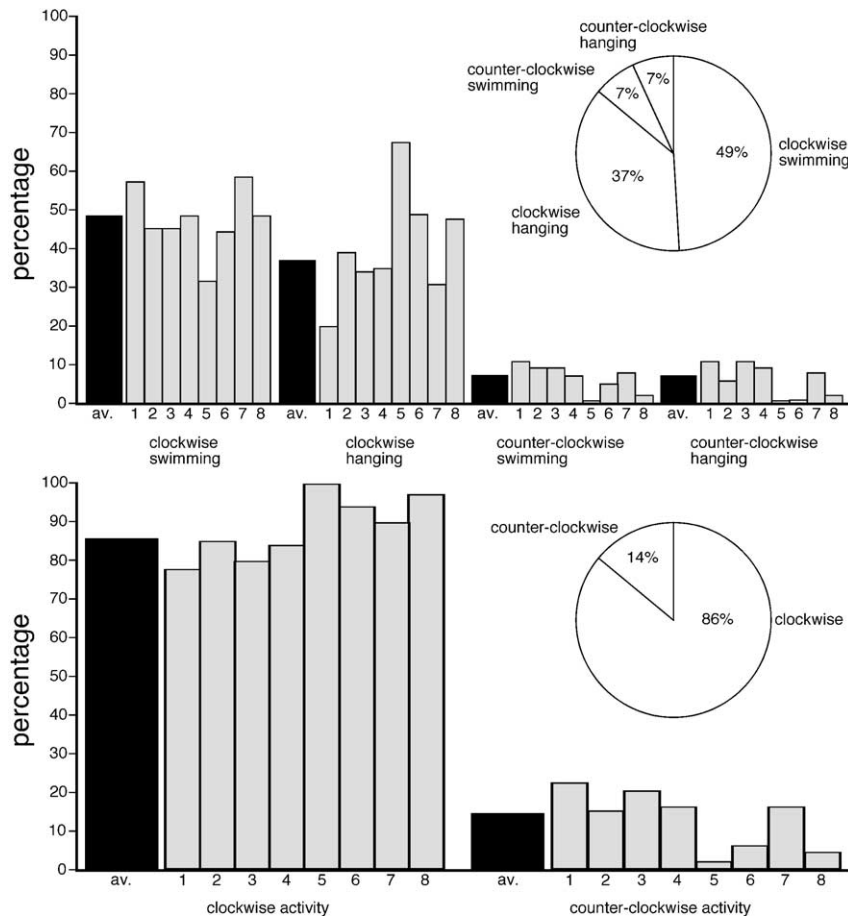 counter-clockwise
hanging
counter-clockwise
swimming
7%
7%
49%
clockwise
swimming
37%
clockwise
hanging
percentage
100
90
80
70
60
50
40
30
20
10
0
av. 1 2 3 4 5 6 7 8 av. 1 2 3 4 5 6 7 8 av. 1 2 3 4 5 6 7 8 av. 1 2 3 4 5 6 7 8
clockwise
swimming
clockwise
hanging
counter-clockwise
swimming
counter-clockwise
hanging
percentage
100
90
80
70
60
50
40
30
20
10
0
counter-clockwise
14%
86%
clockwise
av. 1 2 3 4 5 6 7 8 av. 1 2 3 4 5 6 7 8
clockwise activity
counter-clockwise activity